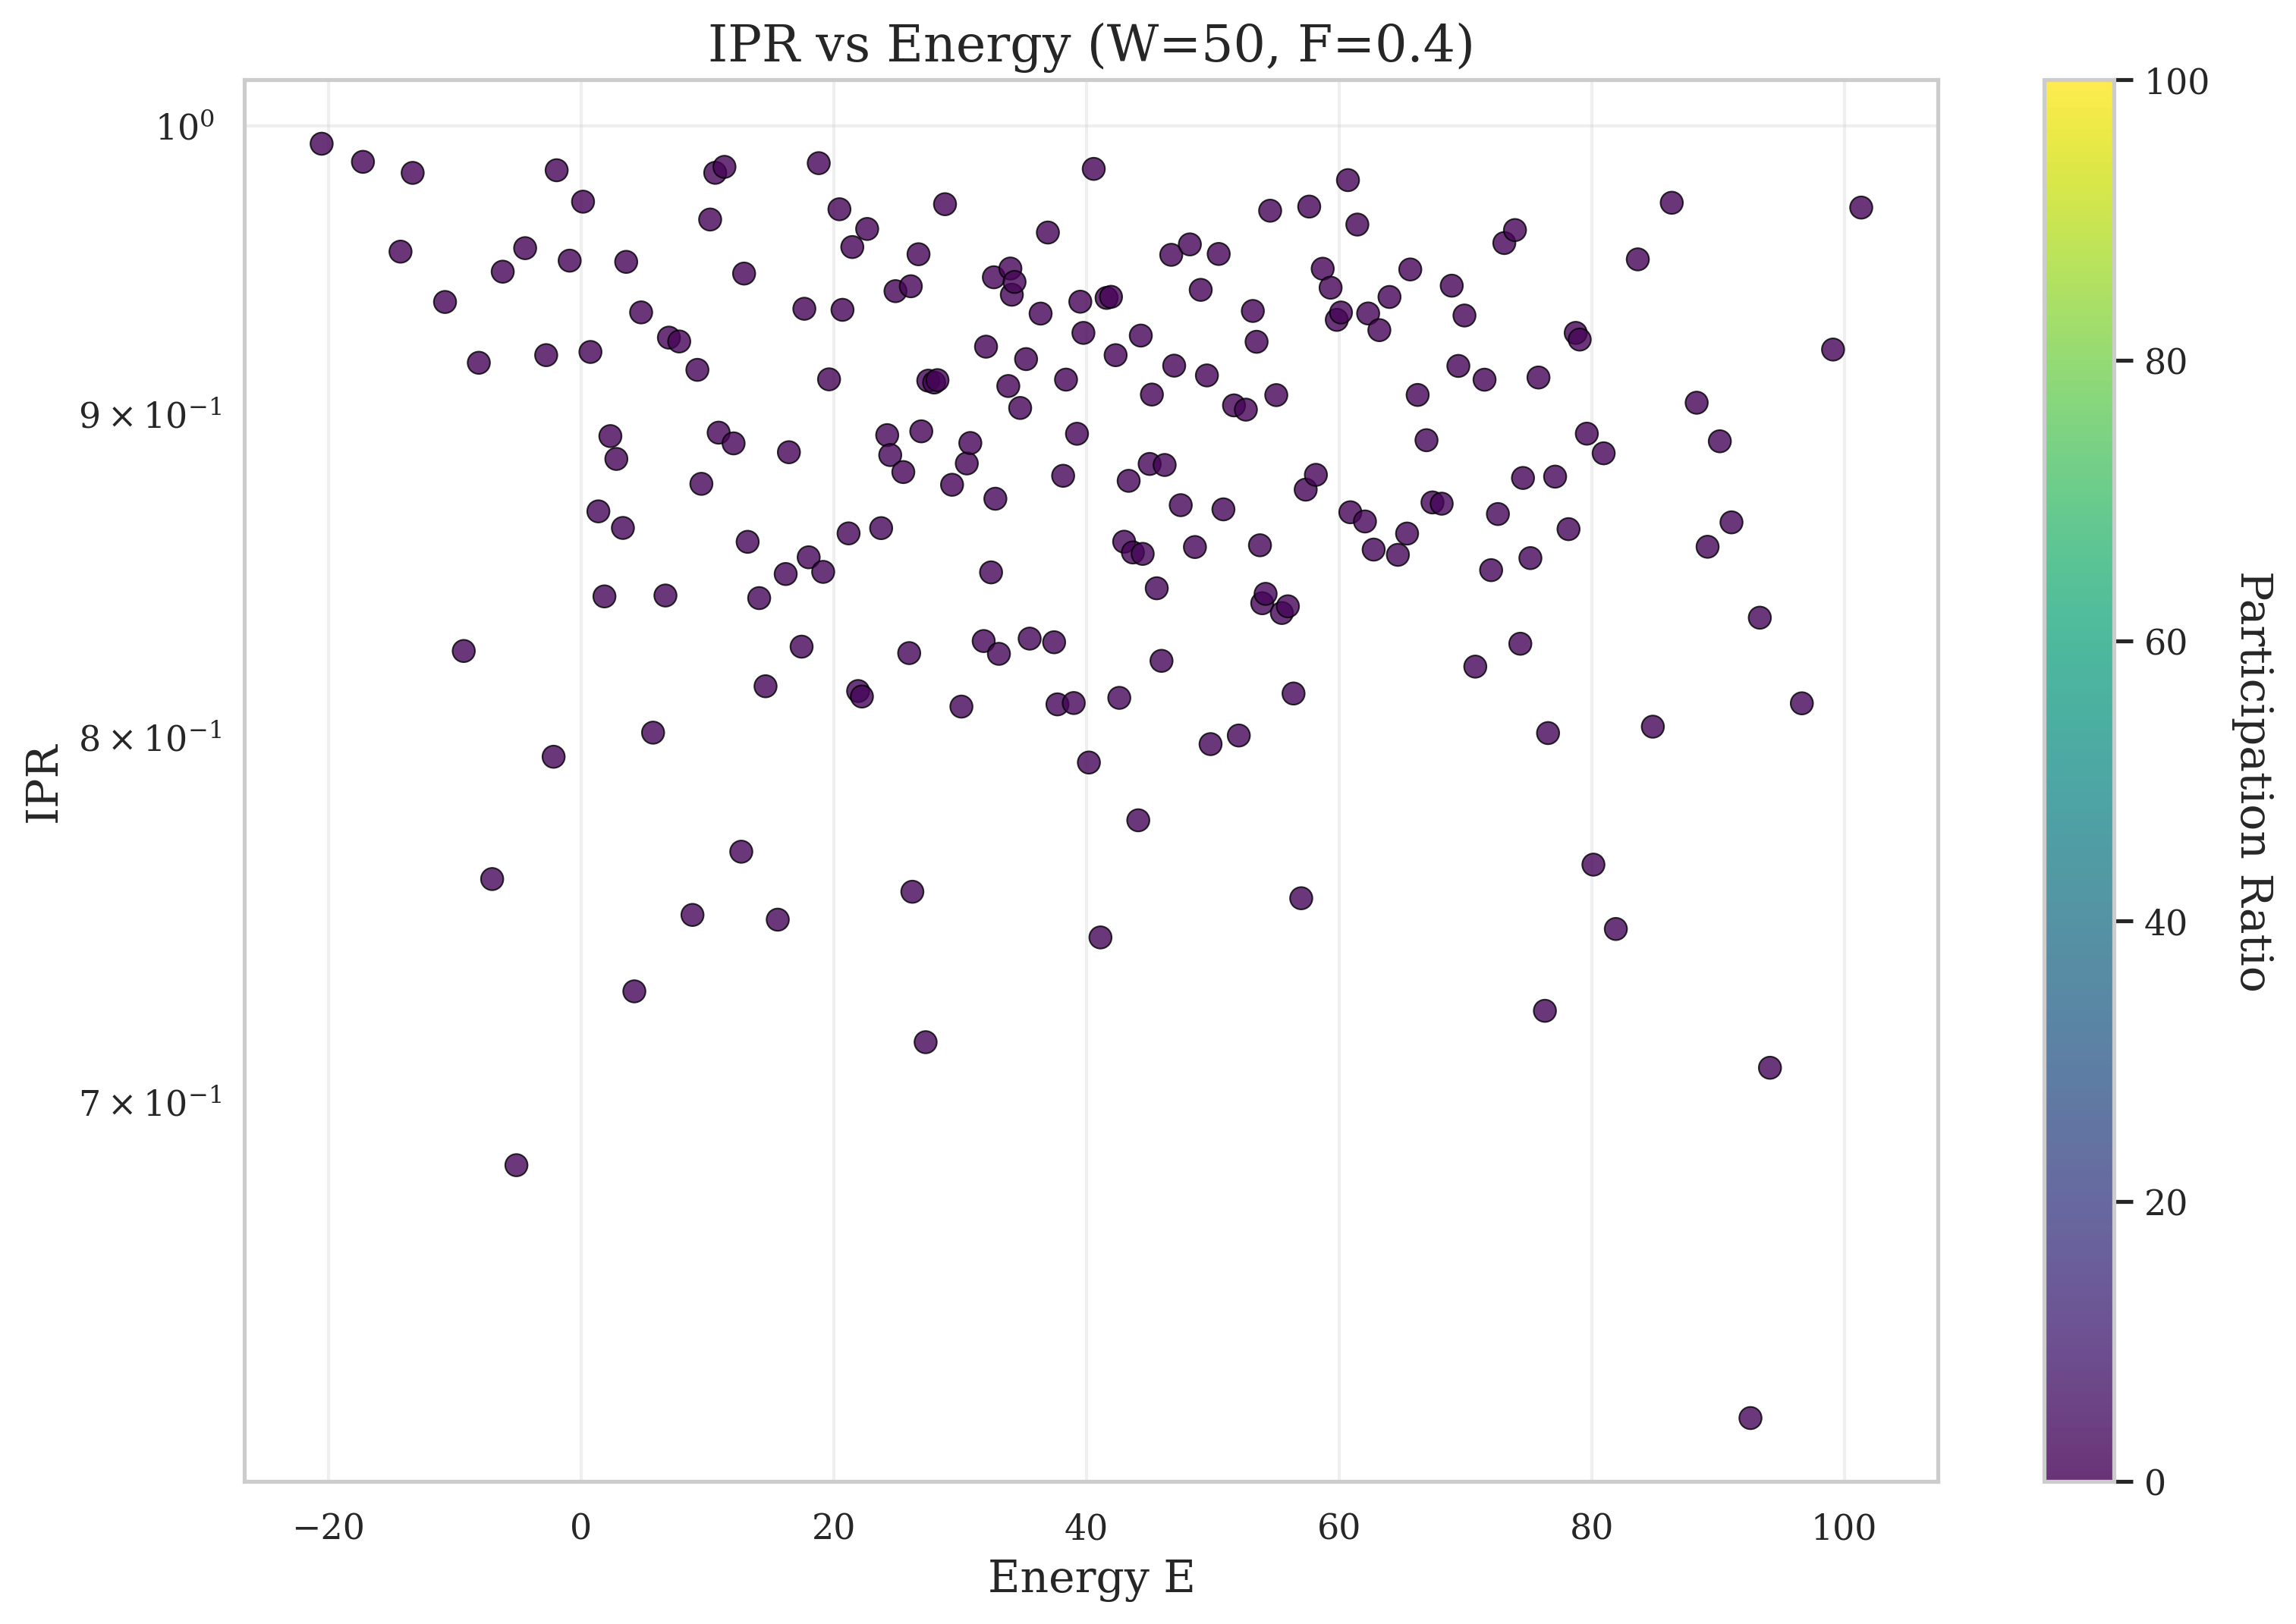 IPR vs Energy (W=50, F=0.4)
10⁰
9 × 10⁻¹
8 × 10⁻¹
7 × 10⁻¹
IPR
−20
0
20
40
60
80
100
Energy E
100
80
60
40
20
0
Participation Ratio